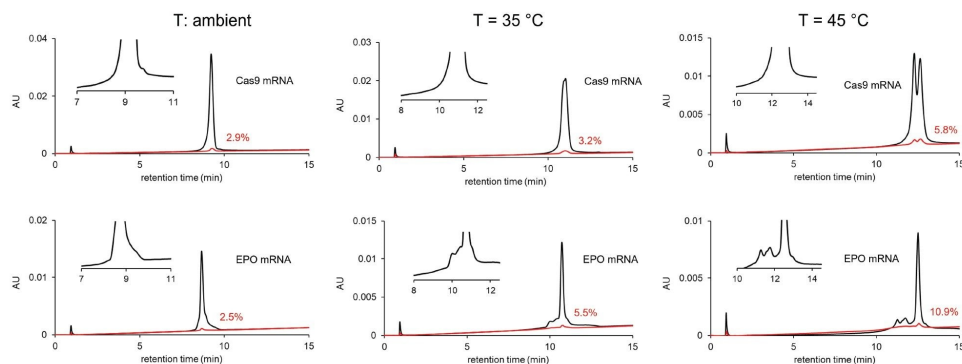 T: ambient
T = 35 °C
T = 45 °C
0.04
0.02
0
AU
7 9 11
Cas9 mRNA
2.9%
0 5 10 15
retention time (min)
0.03
0.02
0.01
0
AU
8 10 12
Cas9 mRNA
3.2%
0 5 10 15
retention time (min)
0.015
0.01
0.005
0
AU
10 12 14
Cas9 mRNA
5.8%
0 5 10 15
retention time (min)
0.02
0.01
0
AU
7 9 11
EPO mRNA
2.5%
0 5 10 15
retention time (min)
0.015
0.01
0.005
0
AU
8 10 12
EPO mRNA
5.5%
0 5 10 15
retention time (min)
0.01
0.005
0
AU
10 12 14
EPO mRNA
10.9%
0 5 10 15
retention time (min)